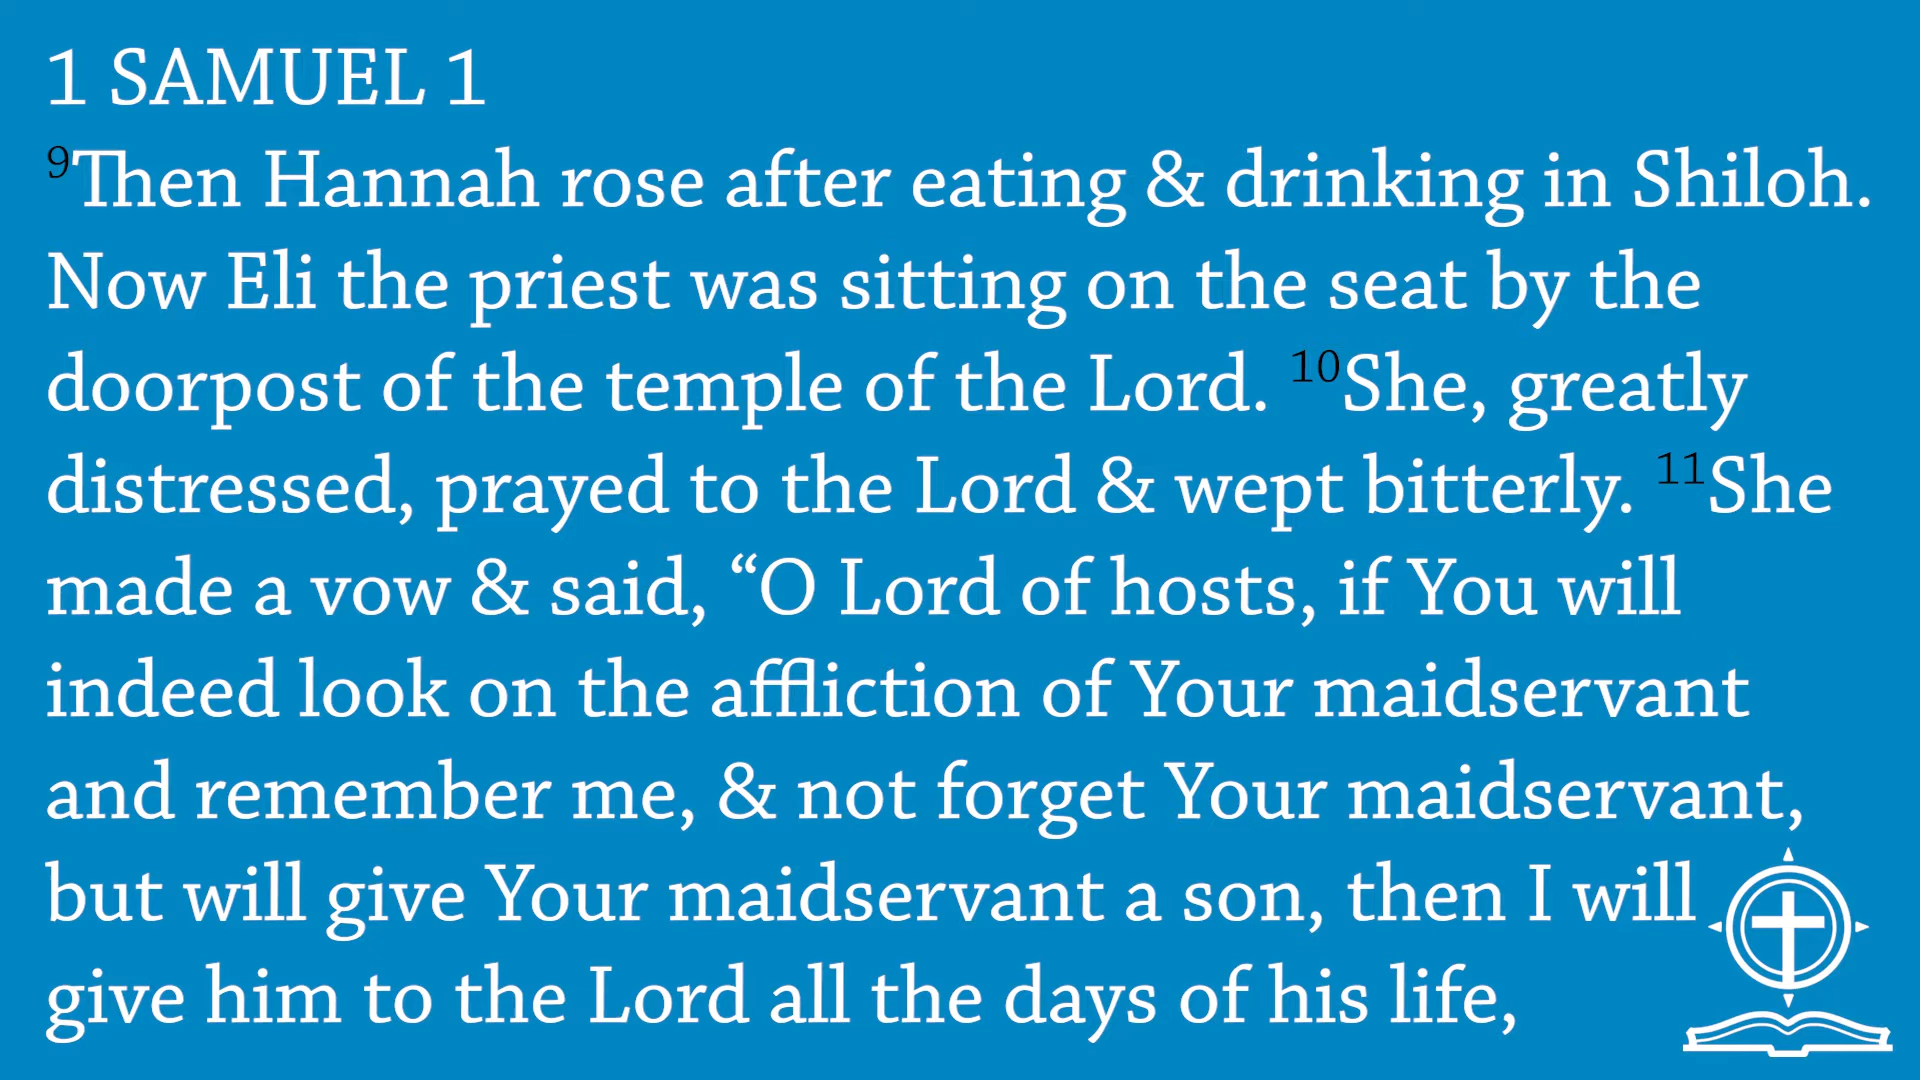 1 SAMUEL 1
⁹Then Hannah rose after eating & drinking in Shiloh.
Now Eli the priest was sitting on the seat by the
doorpost of the temple of the Lord. ¹⁰She, greatly
distressed, prayed to the Lord & wept bitterly. ¹¹She
made a vow & said, “O Lord of hosts, if You will
indeed look on the affliction of Your maidservant
and remember me, & not forget Your maidservant,
but will give Your maidservant a son, then I will
give him to the Lord all the days of his life,